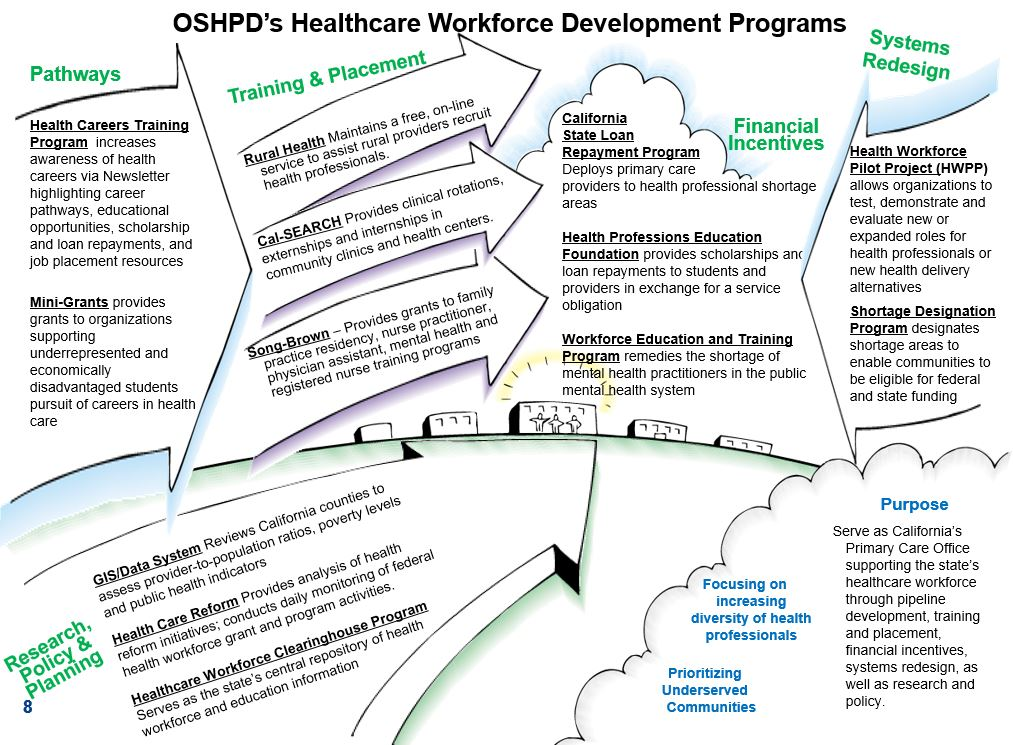 OSHPD’s Healthcare Workforce Development Programs
Pathways
Health Careers Training
Program increases
awareness of health
careers via Newsletter
highlighting career
pathways, educational
opportunities, scholarship
and loan repayments, and
job placement resources
Mini-Grants provides
grants to organizations
supporting
underrepresented and
economically
disadvantaged students
pursuit of careers in health
care
Training & Placement
Rural Health Maintains a free, on-line
service to assist rural providers recruit
health professionals.
Cal-SEARCH Provides clinical rotations,
externships and internships in
community clinics and health centers.
Song-Brown – Provides grants to family
practice residency, nurse practitioner,
physician assistant, mental health and
registered nurse training programs
Financial
Incentives
California
State Loan
Repayment Program
Deploys primary care
providers to health professional shortage
areas
Health Professions Education
Foundation provides scholarships and
loan repayments to students and
providers in exchange for a service
obligation
Workforce Education and Training
Program remedies the shortage of
mental health practitioners in the public
mental health system
Systems
Redesign
Health Workforce
Pilot Project (HWPP)
allows organizations to
test, demonstrate and
evaluate new or
expanded roles for
health professionals or
new health delivery
alternatives
Shortage Designation
Program designates
shortage areas to
enable communities to
be eligible for federal
and state funding
Research,
Policy &
Planning
GIS/Data System Reviews California counties to
assess provider-to-population ratios, poverty levels
and public health indicators
Health Care Reform Provides analysis of health
reform initiatives; conducts daily monitoring of federal
health workforce grant and program activities.
Healthcare Workforce Clearinghouse Program
Serves as the state’s central repository of health
workforce and education information
Focusing on
increasing
diversity of health
professionals
Prioritizing
Underserved
Communities
Purpose
Serve as California’s
Primary Care Office
supporting the state’s
healthcare workforce
through pipeline
development, training
and placement,
financial incentives,
systems redesign, as
well as research and
policy.
8